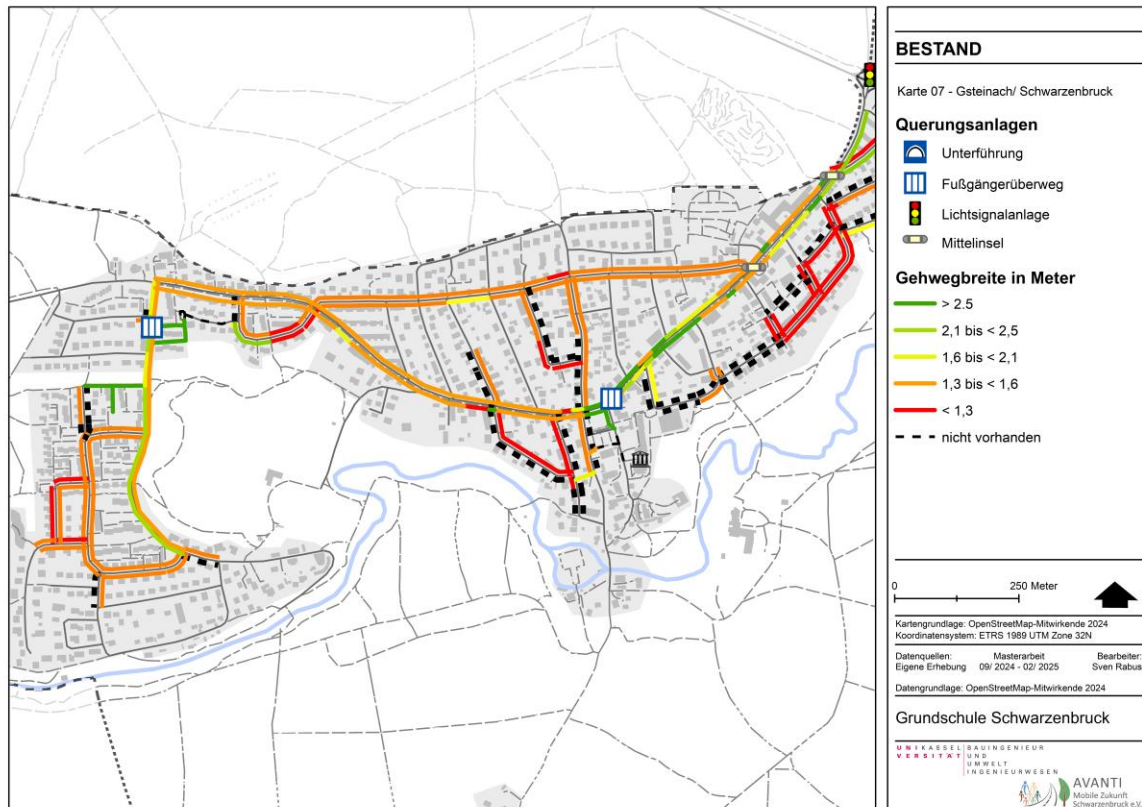 BESTAND
Karte 07 - Gsteinach/ Schwarzenbruck
Querungsanlagen
Unterführung
Fußgängerüberweg
Lichtsignalanlage
Mittelinsel
Gehwegbreite in Meter
> 2.5
2,1 bis < 2,5
1,6 bis < 2,1
1,3 bis < 1,6
< 1,3
nicht vorhanden
0 250 Meter
Kartengrundlage: OpenStreetMap-Mitwirkende 2024
Koordinatensystem: ETRS 1989 UTM Zone 32N
Datenquellen: Masterarbeit Bearbeiter:
Eigene Erhebung 09/ 2024 - 02/ 2025 Sven Rabus
Datengrundlage: OpenStreetMap-Mitwirkende 2024
Grundschule Schwarzenbruck
UNIKASSEL BAUINGENIEUR
VERSITÄT UND
UMWELT
INGENIEURWESEN
AVANTI
Mobile Zukunft
Schwarzenbruck e.V.